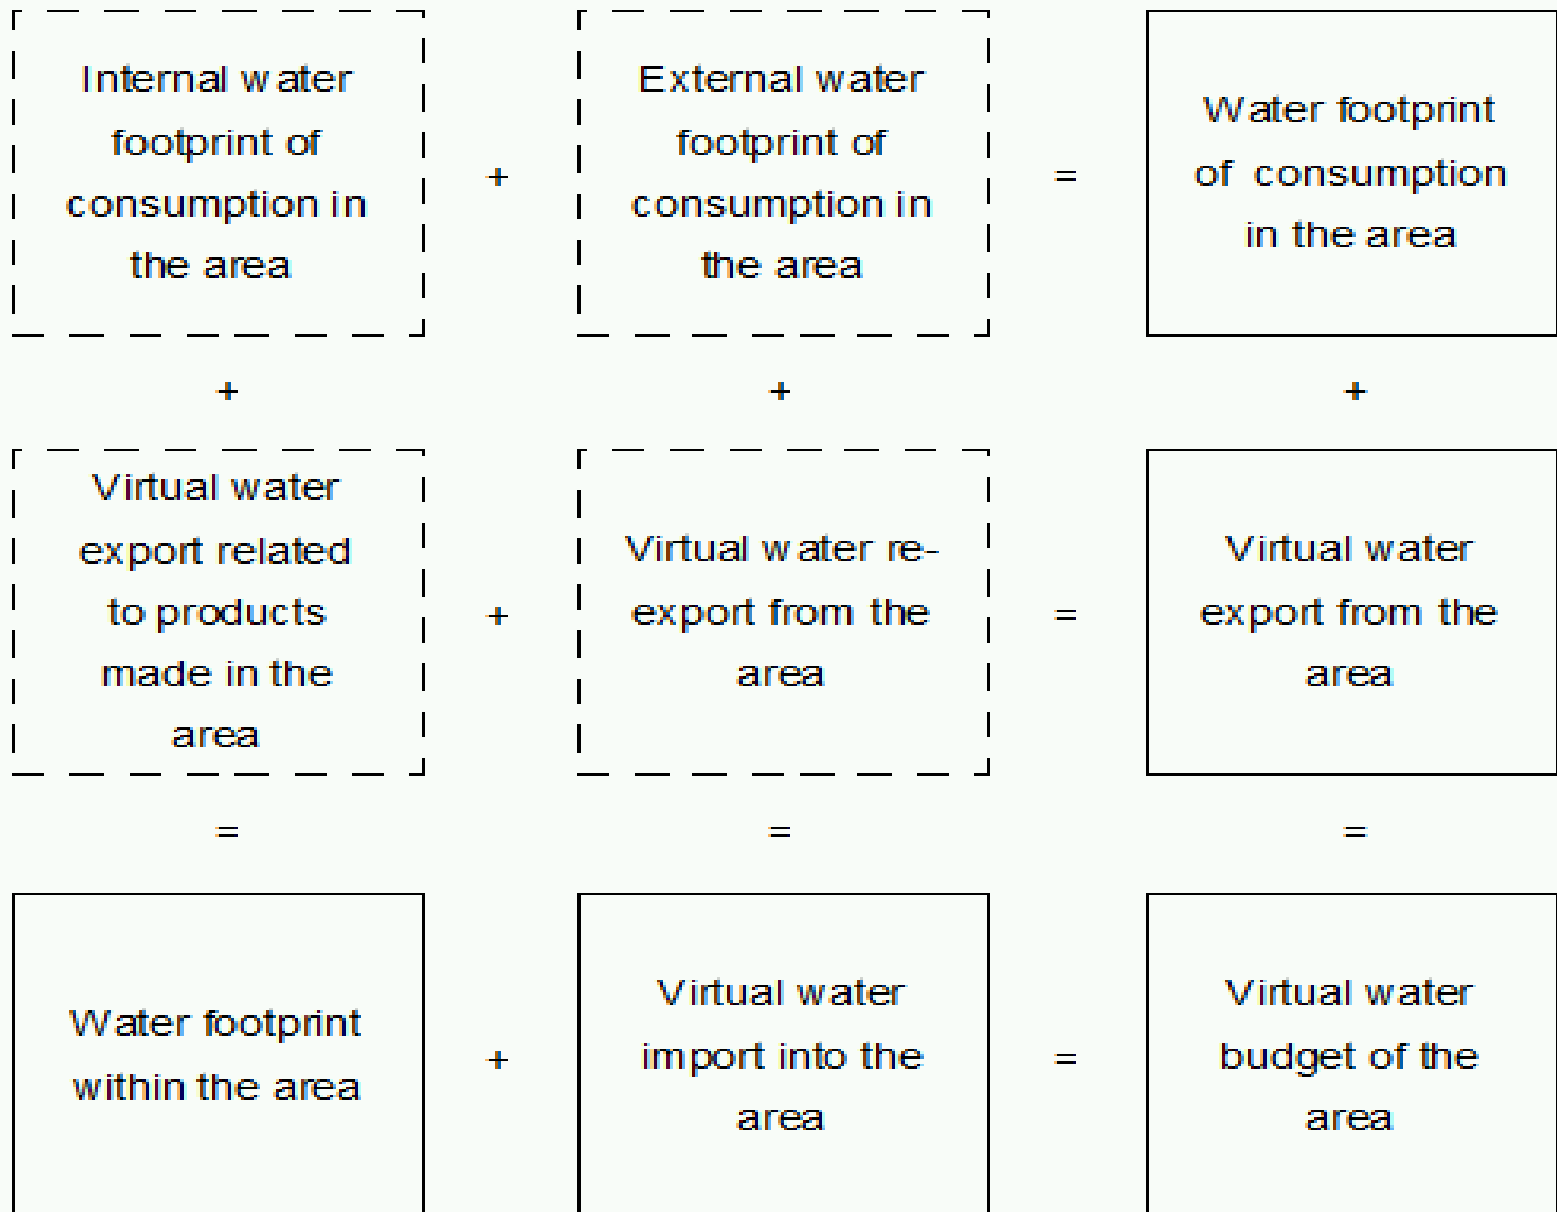 Internal water
footprint of
consumption in
the area
+
External water
footprint of
consumption in
the area
=
Water footprint
of consumption
in the area
+
+
+
Virtual water
export related
to products
made in the
area
+
Virtual water re-
export from the
area
=
Virtual water
export from the
area
=
=
=
Water footprint
within the area
+
Virtual water
import into the
area
=
Virtual water
budget of the
area